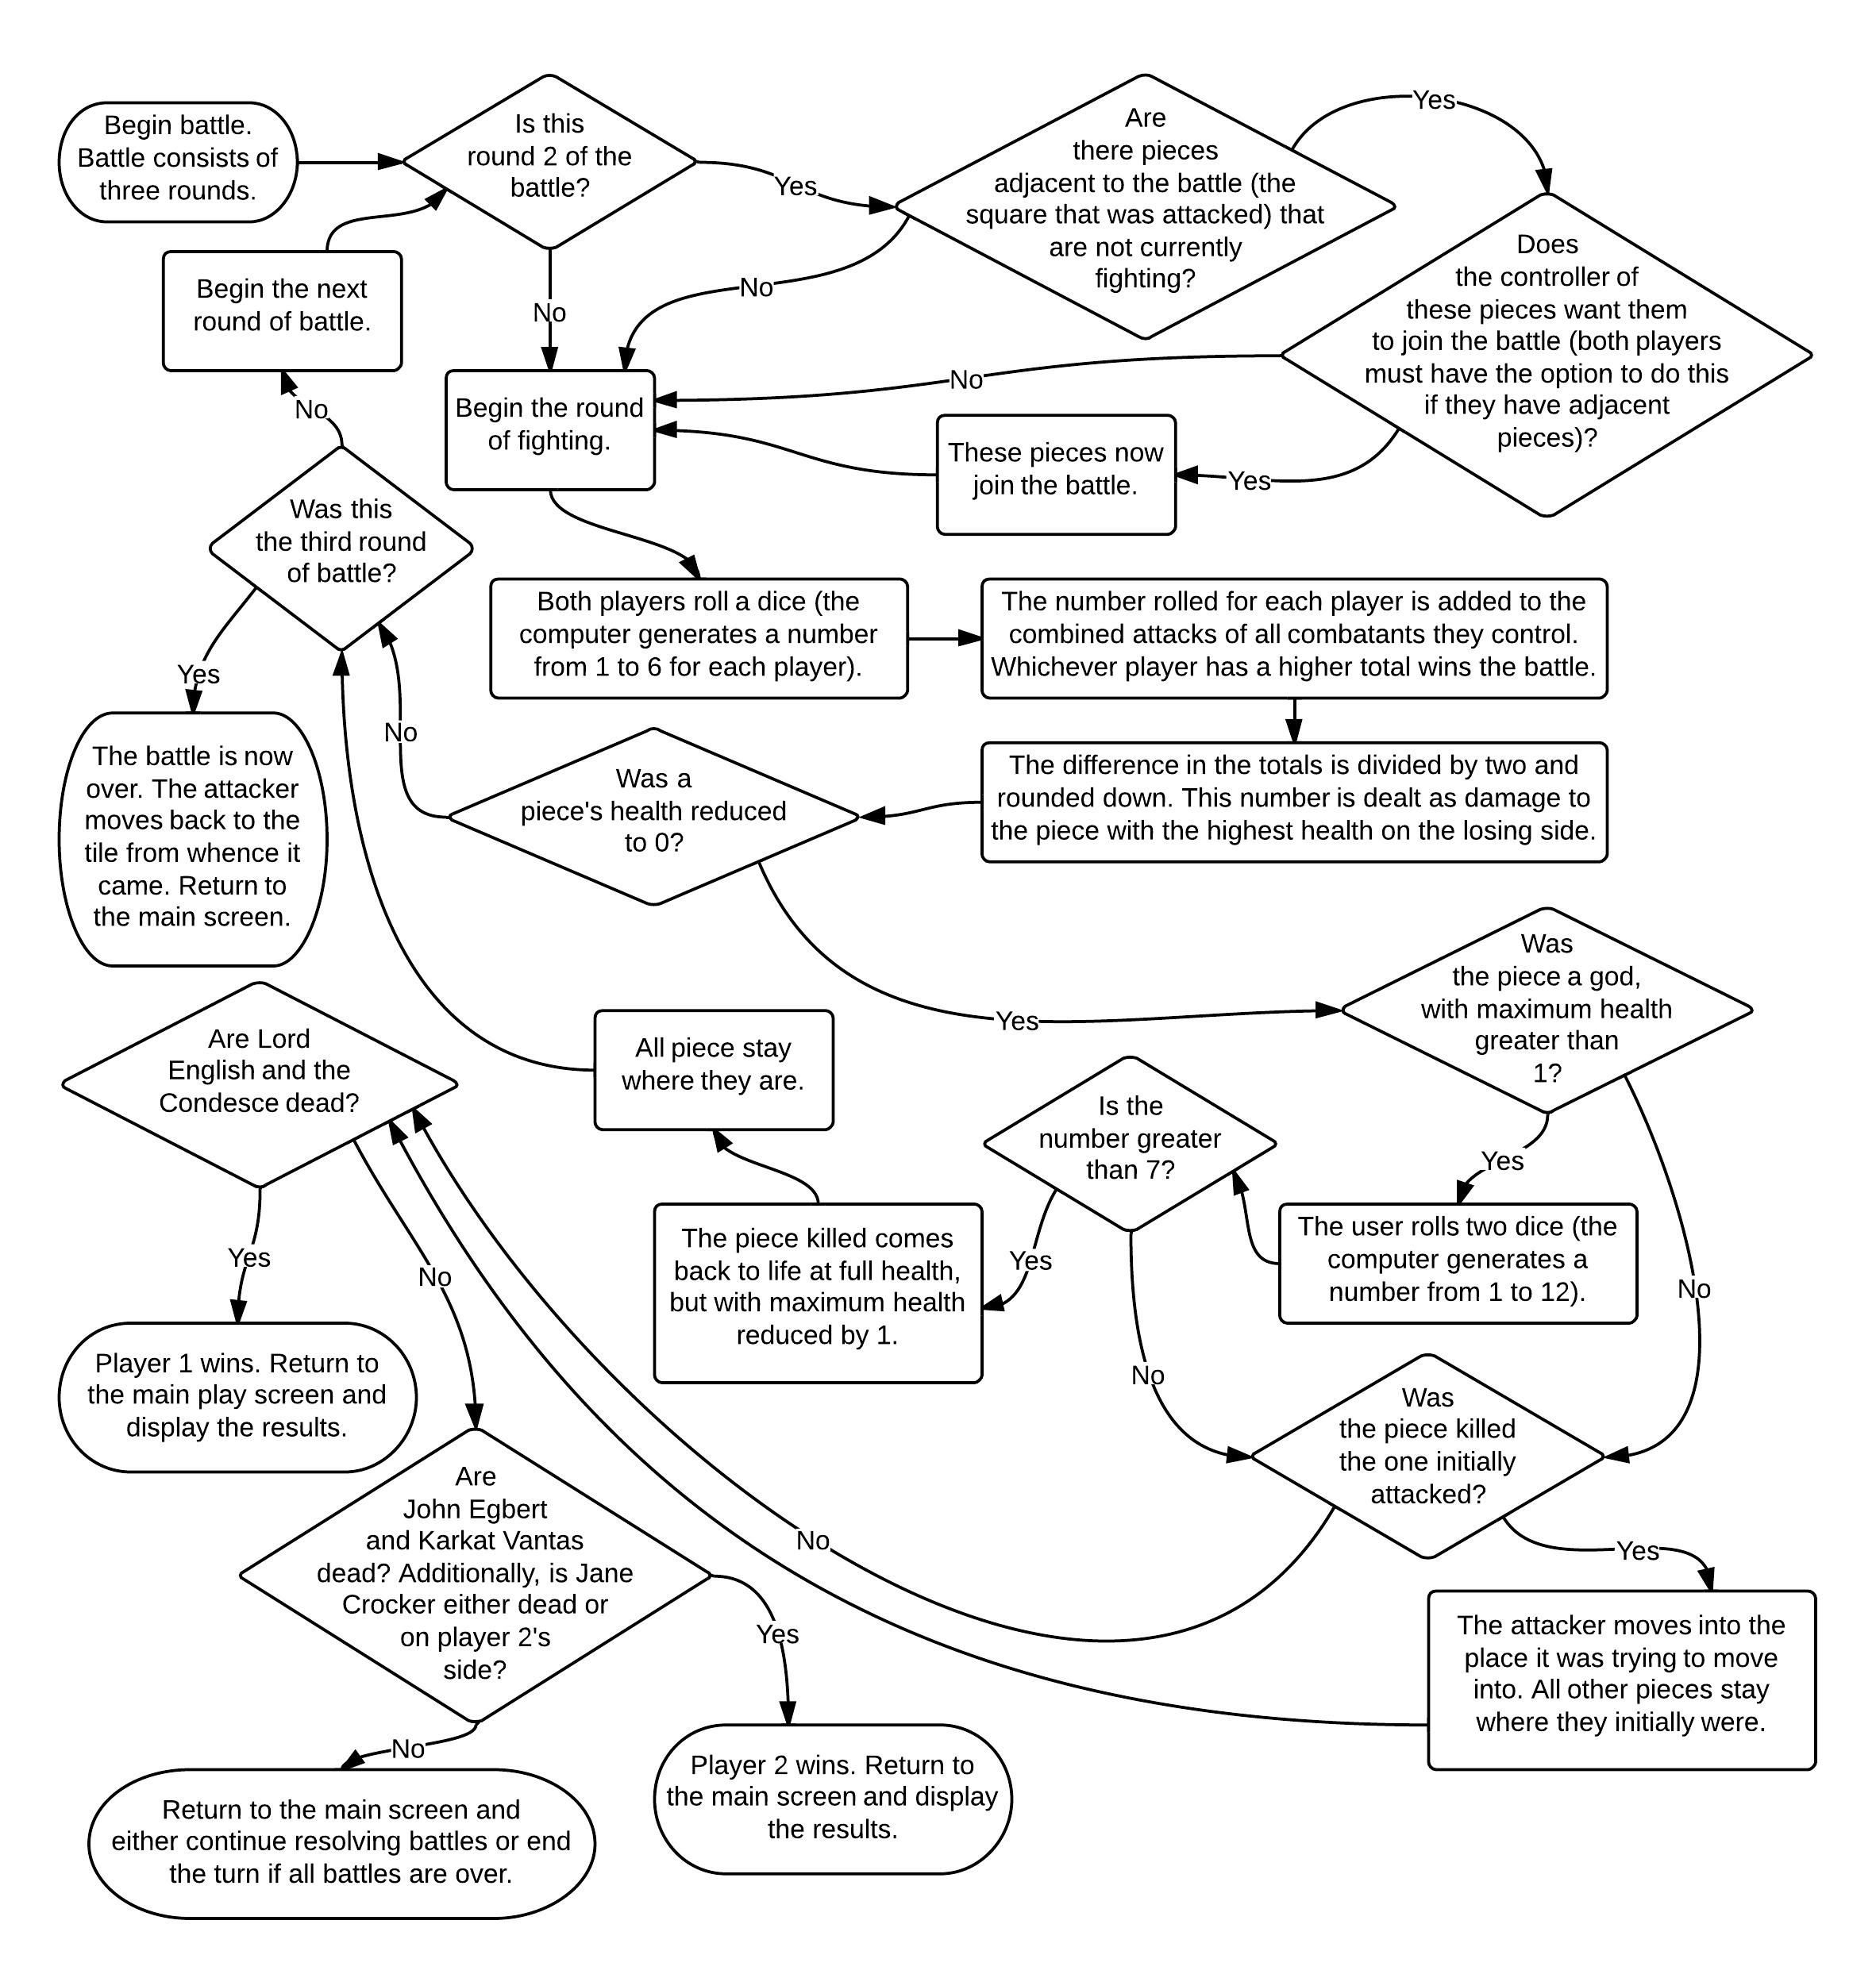 Begin battle.
Battle consists of
three rounds.
Is this
round 2 of the
battle?
Yes
Are
there pieces
adjacent to the battle (the
square that was attacked) that
are not currently
fighting?
Yes
Does
the controller of
these pieces want them
to join the battle (both players
must have the option to do this
if they have adjacent
pieces)?
Begin the next
round of battle.
No
No
No
Begin the round
of fighting.
These pieces now
join the battle.
Yes
No
Was this
the third round
of battle?
Both players roll a dice (the
computer generates a number
from 1 to 6 for each player).
The number rolled for each player is added to the
combined attacks of all combatants they control.
Whichever player has a higher total wins the battle.
Yes
No
The battle is now
over. The attacker
moves back to the
tile from whence it
came. Return to
the main screen.
Was a
piece's health reduced
to 0?
The difference in the totals is divided by two and
rounded down. This number is dealt as damage to
the piece with the highest health on the losing side.
Yes
Was
the piece a god,
with maximum health
greater than
1?
Are Lord
English and the
Condesce dead?
All piece stay
where they are.
Is the
number greater
than 7?
Yes
The user rolls two dice (the
computer generates a
number from 1 to 12).
No
Yes
No
The piece killed comes
back to life at full health,
but with maximum health
reduced by 1.
Yes
No
Player 1 wins. Return to
the main play screen and
display the results.
Was
the piece killed
the one initially
attacked?
Are
John Egbert
and Karkat Vantas
dead? Additionally, is Jane
Crocker either dead or
on player 2's
side?
No
Yes
Yes
The attacker moves into the
place it was trying to move
into. All other pieces stay
where they initially were.
No
Player 2 wins. Return to
the main screen and display
the results.
Return to the main screen and
either continue resolving battles or end
the turn if all battles are over.